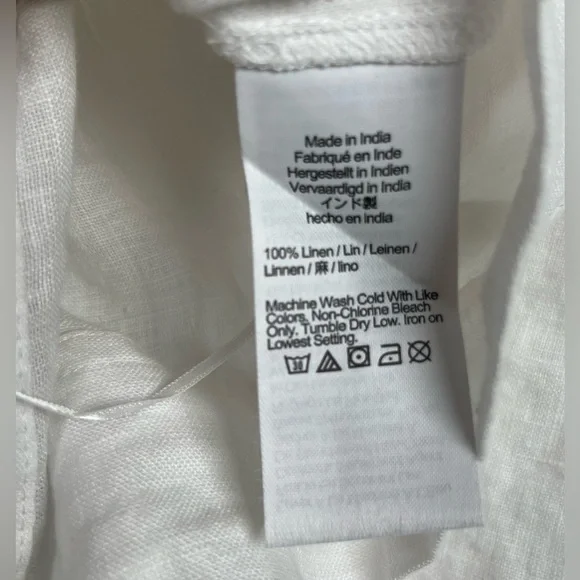 Made in India
Fabriqué en Inde
Hergestellt in Indien
Vervaardigd in India
インド製
hecho en india
100% Linen / Lin / Leinen /
Linnen / 麻 / lino
Machine Wash Cold With Like
Colors. Non-Chlorine Bleach
Only. Tumble Dry Low. Iron on
Lowest Setting.
30